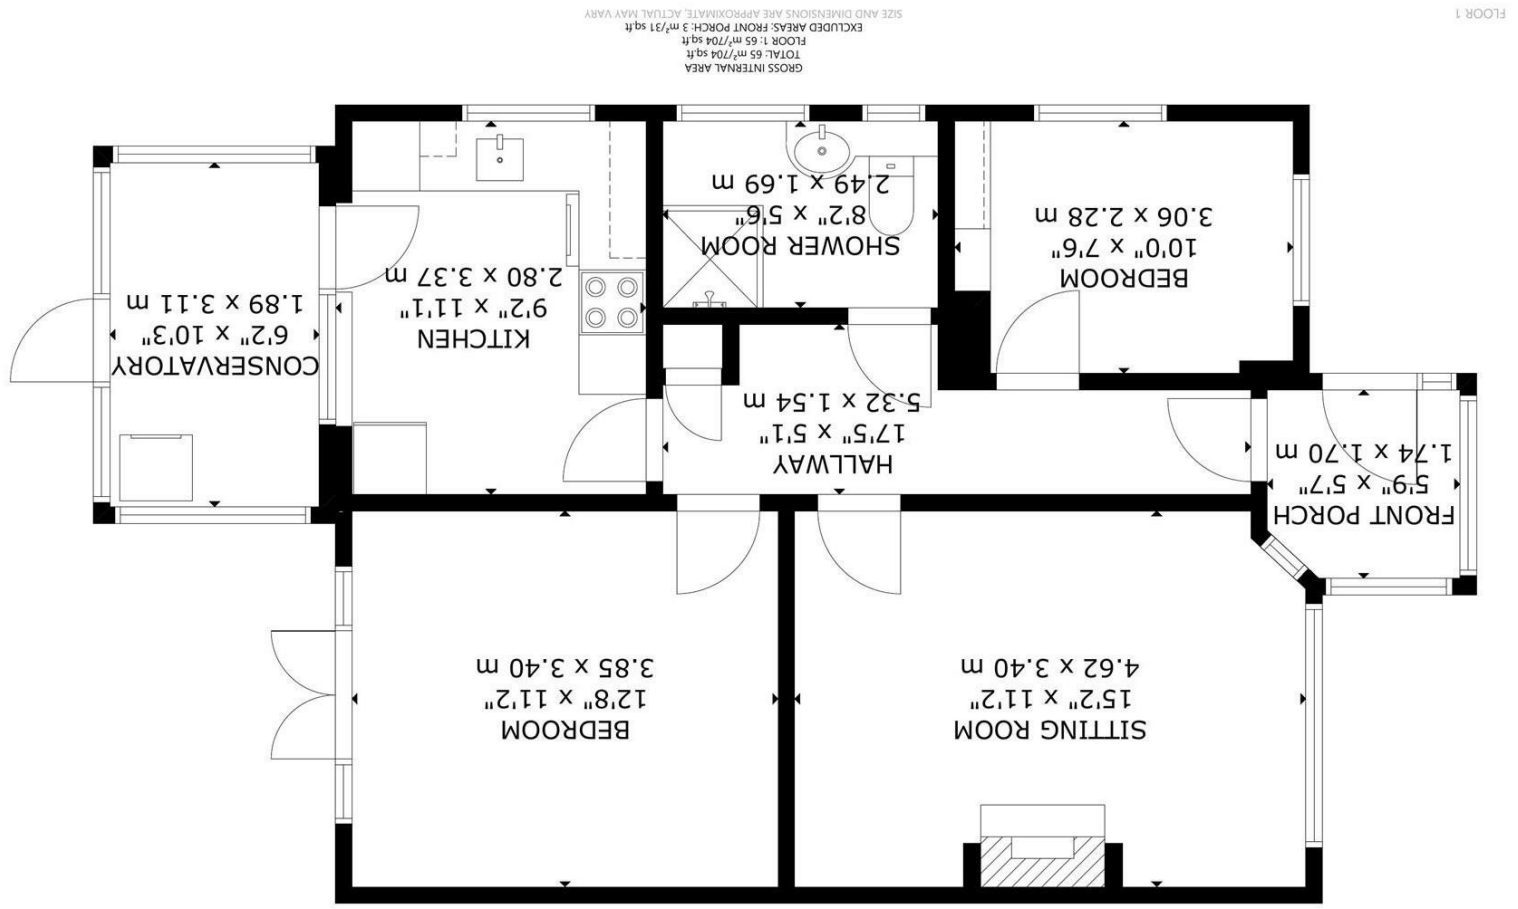 SITTING ROOM
15'2" x 11'2"
4.62 x 3.40 m
BEDROOM
12'8" x 11'2"
3.85 x 3.40 m
FRONT PORCH
5'9" x 5'7"
1.74 x 1.70 m
HALLWAY
17'5" x 5'1"
5.32 x 1.54 m
CONSERVATORY
6'2" x 10'3"
1.89 x 3.11 m
KITCHEN
9'2" x 11'1"
2.80 x 3.37 m
BEDROOM
10'0" x 7'6"
3.06 x 2.28 m
SHOWER ROOM
8'2" x 5'6"
2.49 x 1.69 m
GROSS INTERNAL AREA
TOTAL: 65 m²/704 sq.ft
FLOOR 1: 65 m²/704 sq.ft
EXCLUDED AREAS: FRONT PORCH: 3 m²/31 sq.ft
SIZE AND DIMENSIONS ARE APPROXIMATE, ACTUAL MAY VARY
FLOOR 1